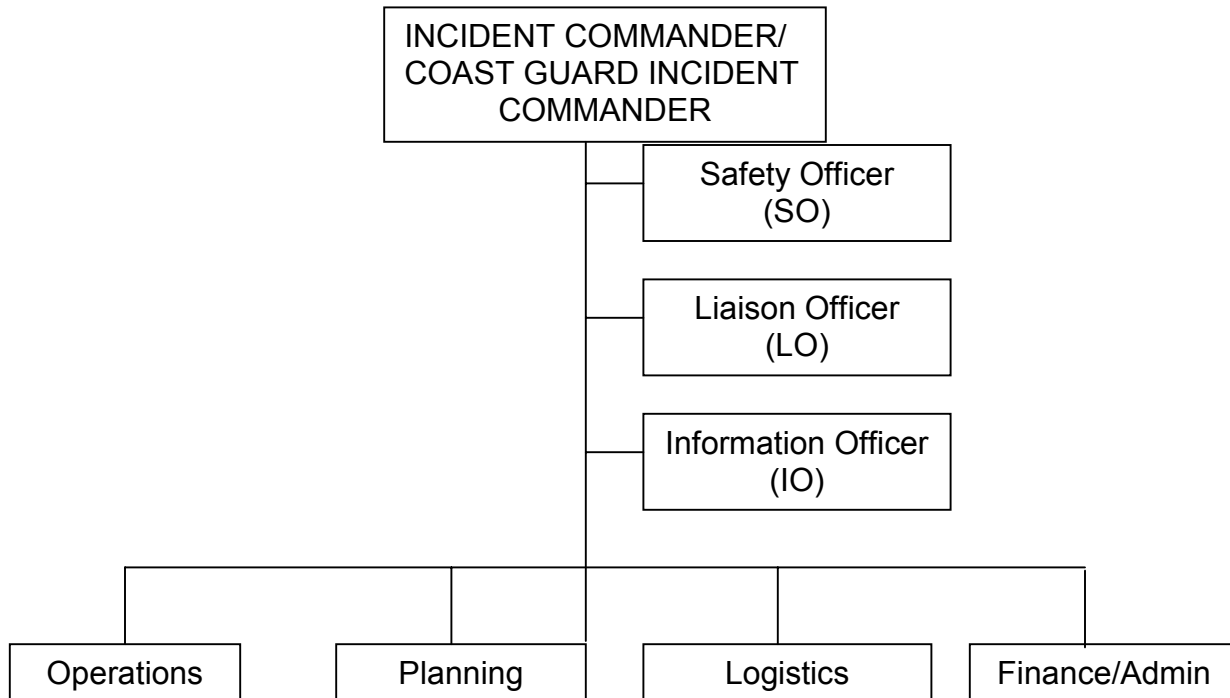 INCIDENT COMMANDER/
COAST GUARD INCIDENT
COMMANDER
Safety Officer
(SO)
Liaison Officer
(LO)
Information Officer
(IO)
Operations
Planning
Logistics
Finance/Admin